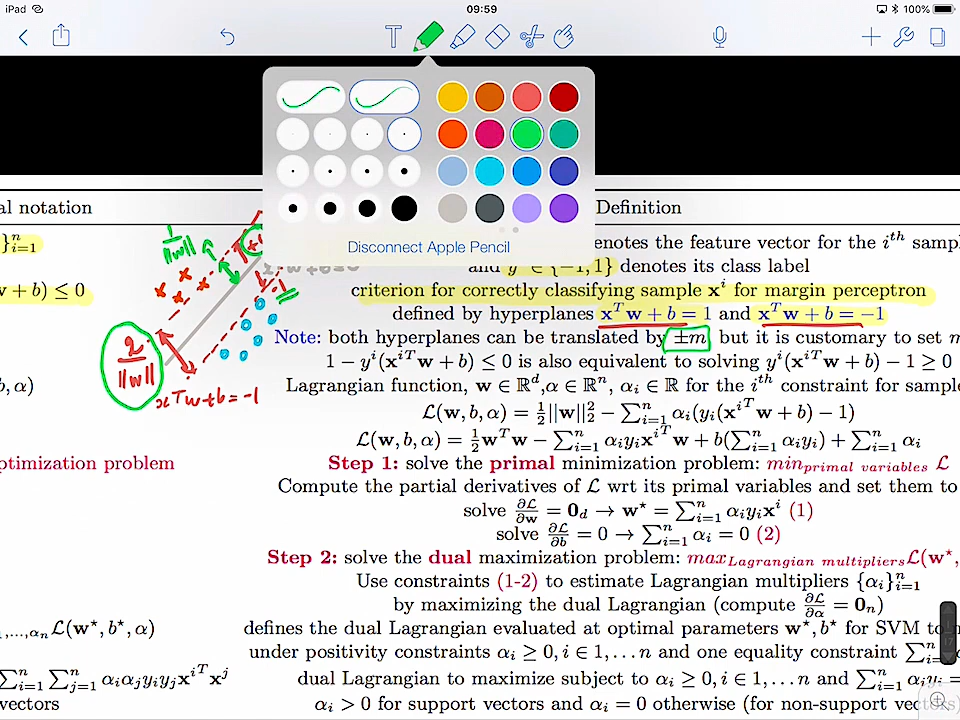 iPad 09:59 100%
al notation Definition
}ⁿᵢ₌₁ enotes the feature vector for the iᵗʰ sampl
and yⁱ ∈ {−1, 1} denotes its class label
w + b) ≤ 0 criterion for correctly classifying sample xⁱ for margin perceptron
defined by hyperplanes xᵀw + b = 1 and xᵀw + b = −1
Note: both hyperplanes can be translated by ±m but it is customary to set m
1 − yⁱ(xⁱᵀw + b) ≤ 0 is also equivalent to solving yⁱ(xⁱᵀw + b) − 1 ≥ 0
b, α) Lagrangian function, w ∈ ℝᵈ,α ∈ ℝⁿ, αᵢ ∈ ℝ for the iᵗʰ constraint for sample
L(w, b, α) = ½||w||²₂ − ∑ⁿᵢ₌₁ αᵢ(yᵢ(xⁱᵀw + b) − 1)
L(w, b, α) = ½wᵀw − ∑ⁿᵢ₌₁ αᵢyᵢxⁱᵀw + b(∑ⁿᵢ₌₁ αᵢyᵢ) + ∑ⁿᵢ₌₁ αᵢ
ptimization problem Step 1: solve the primal minimization problem: min_primal variables L
Compute the partial derivatives of L wrt its primal variables and set them to
solve ∂L/∂w = 0_d → w⋆ = ∑ⁿᵢ₌₁ αᵢyᵢxⁱ (1)
solve ∂L/∂b = 0 → ∑ⁿᵢ₌₁ αᵢ = 0 (2)
Step 2: solve the dual maximization problem: max_Lagrangian multipliers L(w⋆,
Use constraints (1-2) to estimate Lagrangian multipliers {αᵢ}ⁿᵢ₌₁
by maximizing the dual Lagrangian (compute ∂L/∂α = 0ₙ)
₁,...,αₙ L(w⋆, b⋆, α) defines the dual Lagrangian evaluated at optimal parameters w⋆, b⋆ for SVM to
under positivity constraints αᵢ ≥ 0, i ∈ 1, . . . n and one equality constraint ∑ⁿᵢ₌
∑ⁿᵢ₌₁ ∑ⁿⱼ₌₁ αᵢαⱼyᵢyⱼxⁱᵀxʲ dual Lagrangian to maximize subject to αᵢ ≥ 0, i ∈ 1, . . . n and ∑ⁿᵢ₌₁ αᵢyᵢ =
vectors αᵢ > 0 for support vectors and αᵢ = 0 otherwise (for non-support vectors)
Disconnect Apple Pencil
1/||w||
2/||w||
xᵀw+b=-1